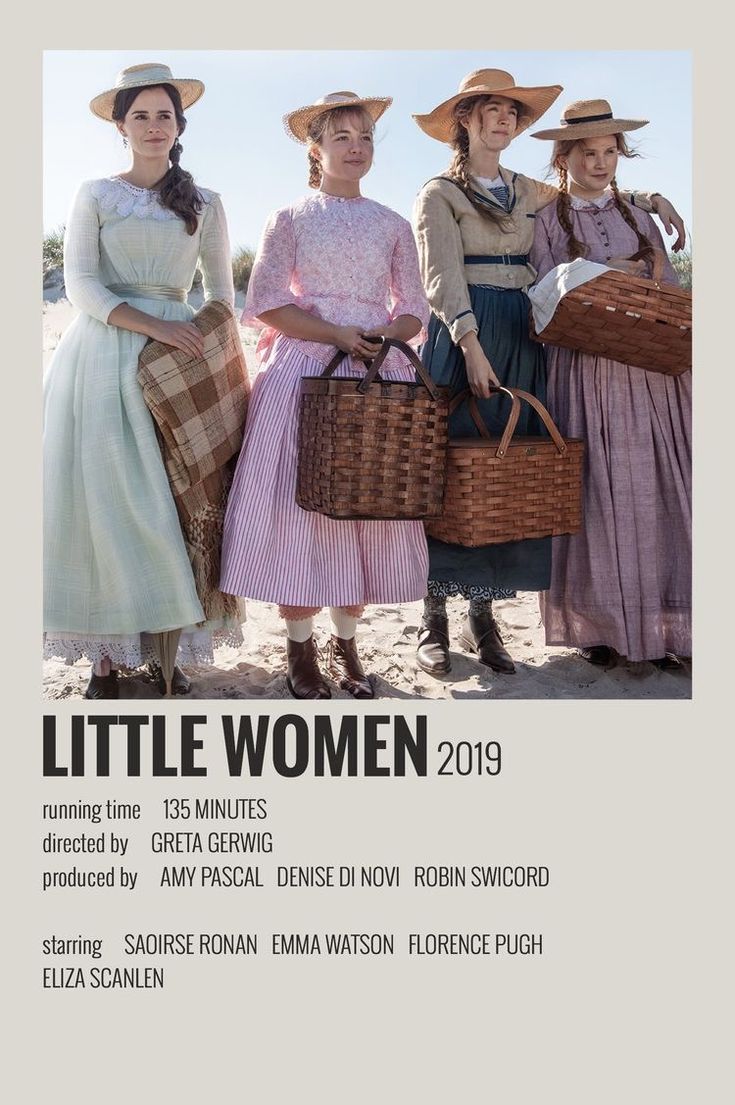 LITTLE WOMEN 2019
running time 135 MINUTES
directed by GRETA GERWIG
produced by AMY PASCAL DENISE DI NOVI ROBIN SWICORD
starring SAOIRSE RONAN EMMA WATSON FLORENCE PUGH
ELIZA SCANLEN